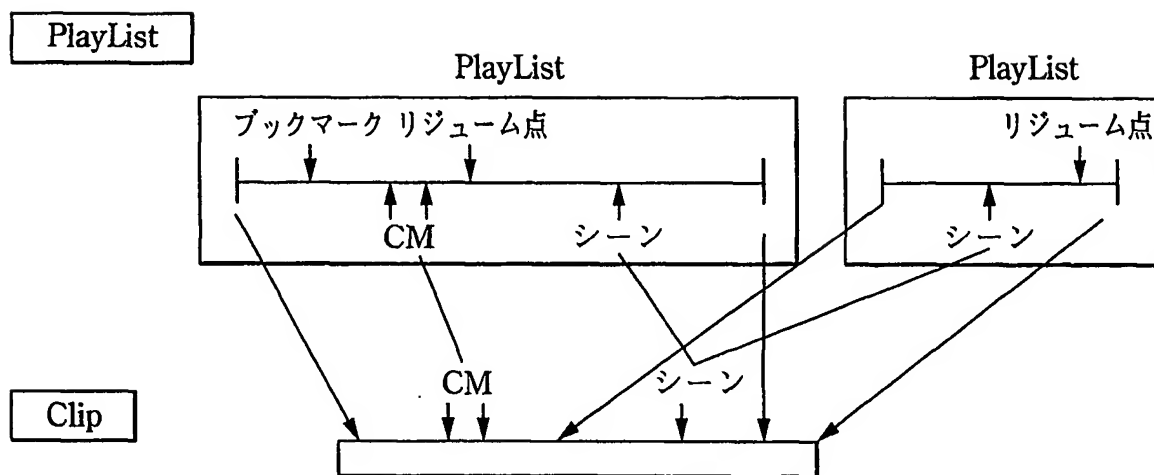 PlayList
PlayList PlayList
ブックマーク リジューム点 リジューム点
CM シーン シーン
CM シーン
Clip